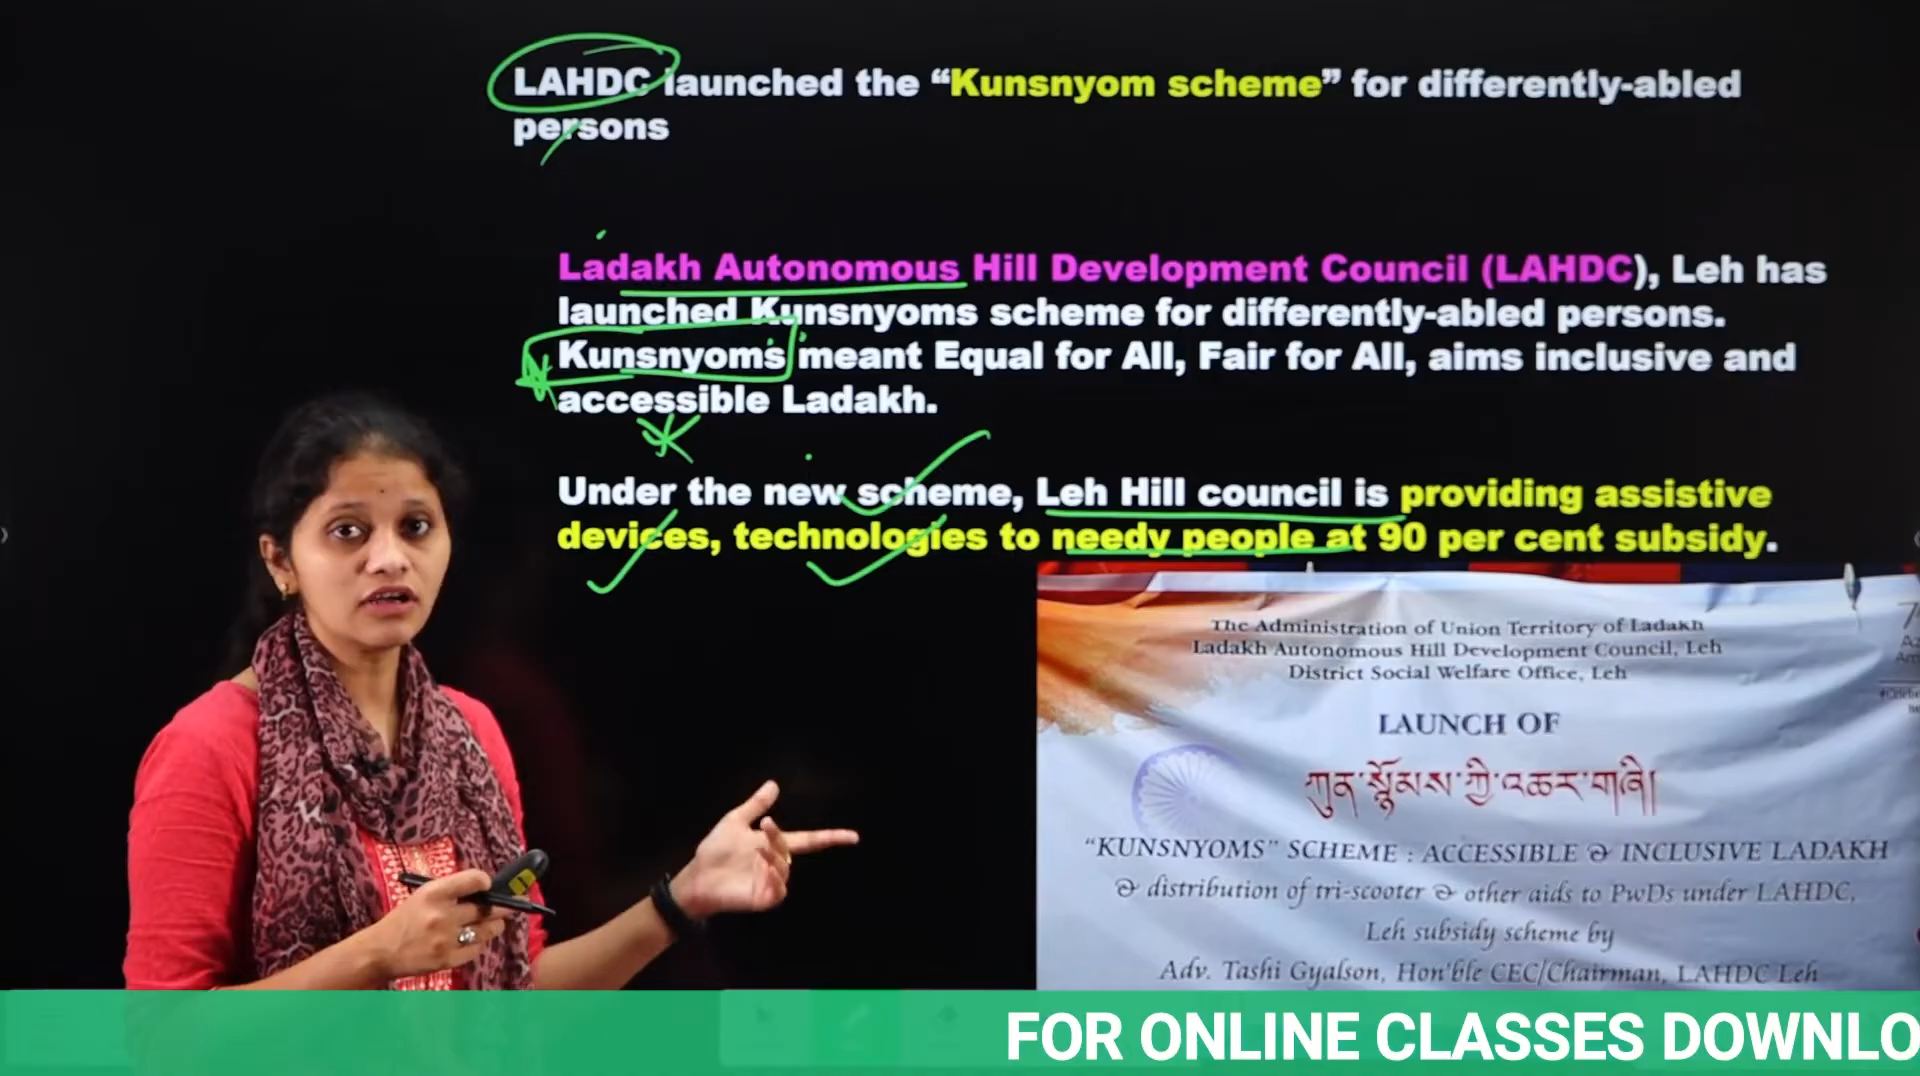 LAHDC launched the “Kunsnyom scheme” for differently-abled
persons
Ladakh Autonomous Hill Development Council (LAHDC), Leh has
launched Kunsnyoms scheme for differently-abled persons.
Kunsnyoms meant Equal for All, Fair for All, aims inclusive and
accessible Ladakh.
Under the new scheme, Leh Hill council is providing assistive
devices, technologies to needy people at 90 per cent subsidy.
The Administration of Union Territory of Ladakh
Ladakh Autonomous Hill Development Council, Leh
District Social Welfare Office, Leh
LAUNCH OF
ཀུན་སྙོམས་ཀྱི་འཆར་གཞི།
“KUNSNYOMS” SCHEME : ACCESSIBLE & INCLUSIVE LADAKH
& distribution of tri-scooter & other aids to PwDs under LAHDC,
Leh subsidy scheme by
Adv. Tashi Gyalson, Hon'ble CEC/Chairman, LAHDC Leh
FOR ONLINE CLASSES DOWNLO